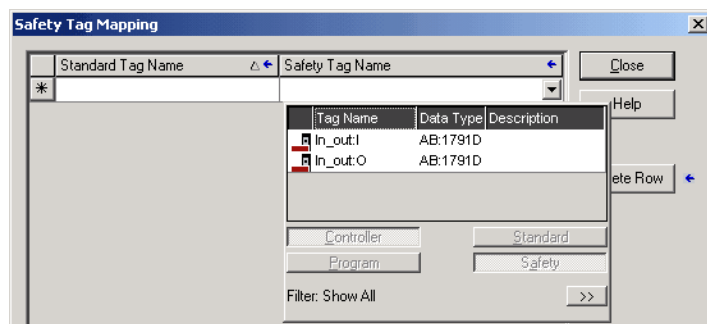 Safety Tag Mapping
Standard Tag Name Safety Tag Name Close
Help
Tag Name Data Type Description
In_out:I AB:1791D
In_out:O AB:1791D
ete Row
Controller Standard
Program Safety
Filter: Show All >>